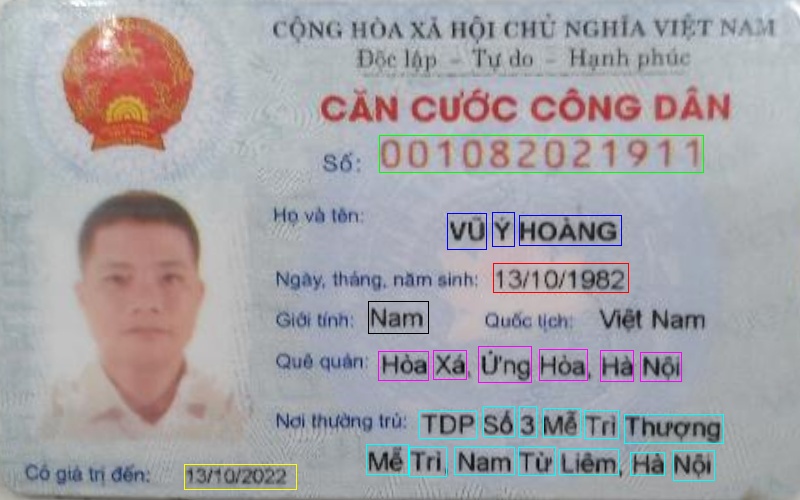 CỘNG HÒA XÃ HỘI CHỦ NGHĨA VIỆT NAM
Độc lập - Tự do - Hạnh phúc
CĂN CƯỚC CÔNG DÂN
Số: 001082021911
Họ và tên: VŨ Ý HOÀNG
Ngày, tháng, năm sinh: 13/10/1982
Giới tính: Nam Quốc tịch: Việt Nam
Quê quán: Hòa Xá, Ứng Hòa, Hà Nội
Nơi thường trú: TDP Số 3 Mễ Trì Thượng
Mễ Trì, Nam Từ Liêm, Hà Nội
Có giá trị đến: 13/10/2022